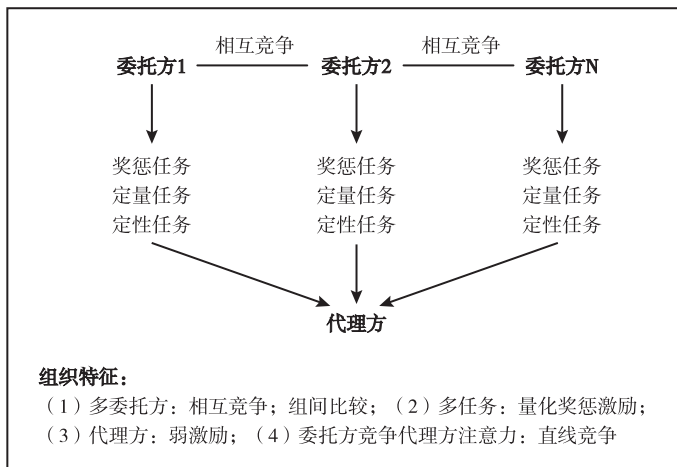 相互竞争 相互竞争
委托方1 委托方2 委托方N
奖惩任务 奖惩任务 奖惩任务
定量任务 定量任务 定量任务
定性任务 定性任务 定性任务
代理方
组织特征：
（1）多委托方：相互竞争；组间比较；（2）多任务：量化奖惩激励；
（3）代理方：弱激励；（4）委托方竞争代理方注意力：直线竞争